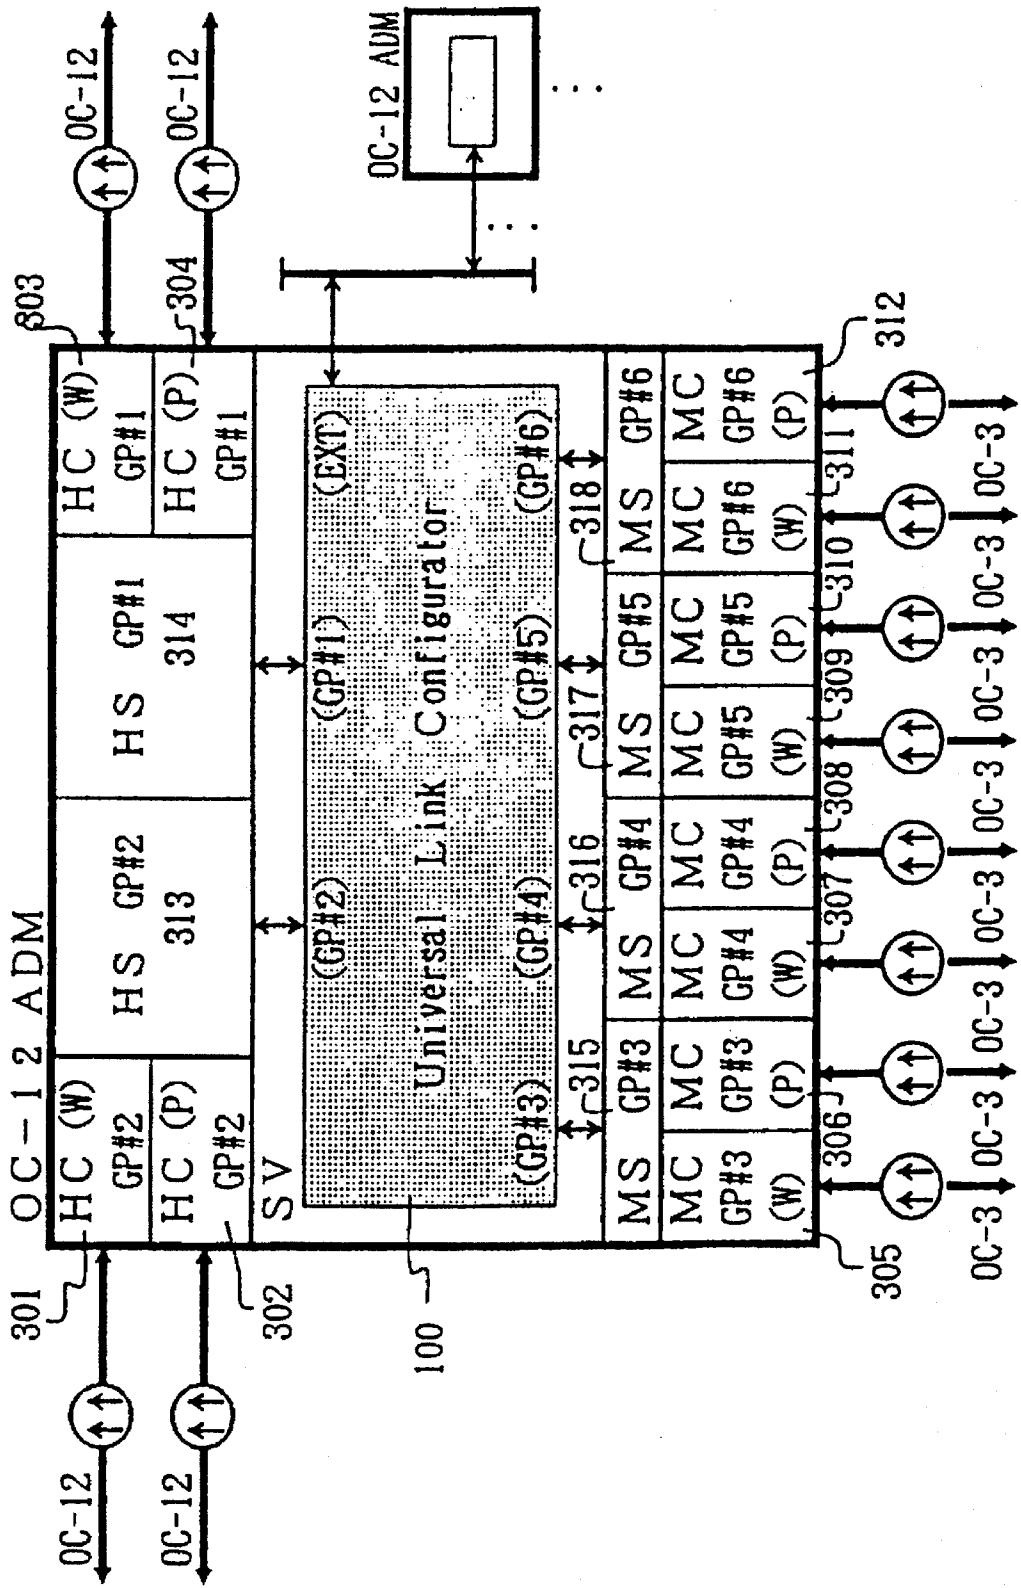 OC-12 ADM
301
HC (W)
GP#2
HC (P)
GP#2
302
HS GP#2
313
HS GP#1
314
HC (W)
GP#1
303
HC (P)
GP#1
304
OC-12
OC-12
OC-12
OC-12
OC-12 ADM
SV
(GP#2)
(GP#1)
(EXT)
Universal Link Configurator
(GP#3)
(GP#4)
(GP#5)
(GP#6)
100
315
316
317
318
MS GP#3
MS GP#4
MS GP#5
MS GP#6
MC
GP#3
(W)
MC
GP#3
(P)
MC
GP#4
(W)
MC
GP#4
(P)
MC
GP#5
(W)
MC
GP#5
(P)
MC
GP#6
(W)
MC
GP#6
(P)
305
306
307
308
309
310
311
312
OC-3
OC-3
OC-3
OC-3
OC-3
OC-3
OC-3
OC-3